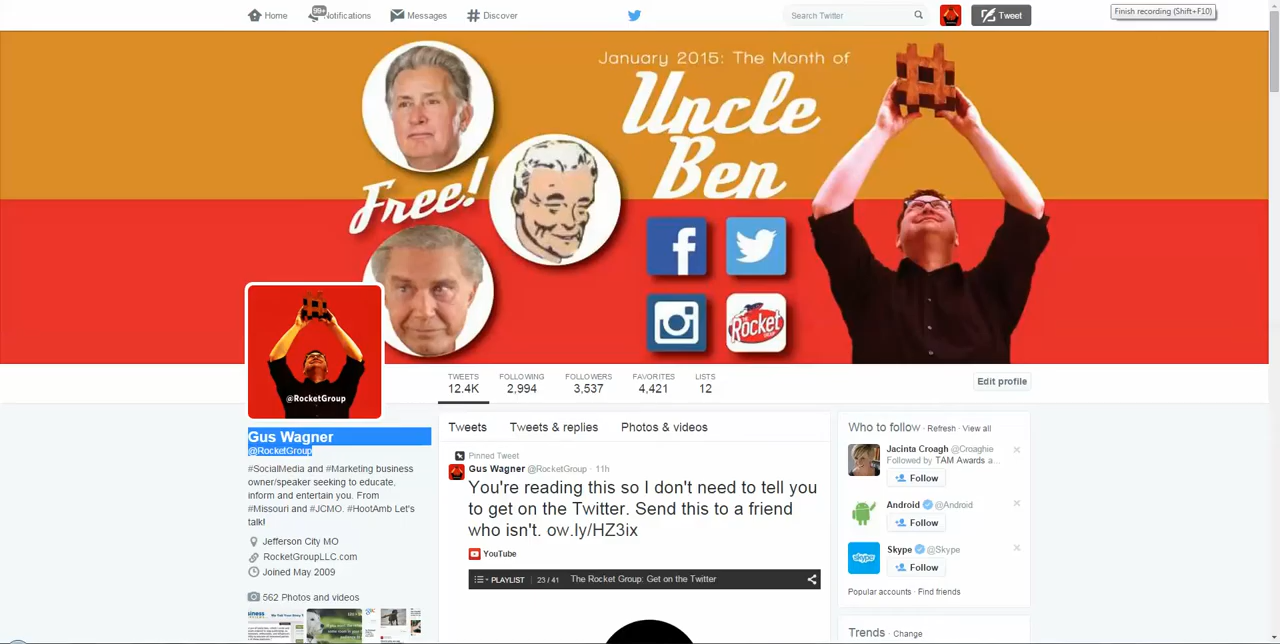 Home
99+
Notifications
Messages
Discover
Search Twitter
Tweet
Finish recording (Shift+F10)
January 2015: The Month of
Uncle
Ben
Free!
The
Rocket
Group
@RocketGroup
TWEETS
12.4K
FOLLOWING
2,994
FOLLOWERS
3,537
FAVORITES
4,421
LISTS
12
Edit profile
Gus Wagner
@RocketGroup
#SocialMedia and #Marketing business
owner/speaker seeking to educate,
inform and entertain you. From
#Missouri and #JCMO. #HootAmb Let's
talk!
Jefferson City MO
RocketGroupLLC.com
Joined May 2009
562 Photos and videos
Tweets Tweets & replies Photos & videos
Pinned Tweet
Gus Wagner @RocketGroup · 11h
You're reading this so I don't need to tell you
to get on the Twitter. Send this to a friend
who isn't. ow.ly/HZ3ix
YouTube
PLAYLIST 23 / 41 The Rocket Group: Get on the Twitter
Who to follow · Refresh · View all
Jacinta Croagh @Croaghie
Followed by TAM Awards a...
Follow
Android @Android
Follow
skype
Skype @Skype
Follow
Popular accounts · Find friends
Trends · Change